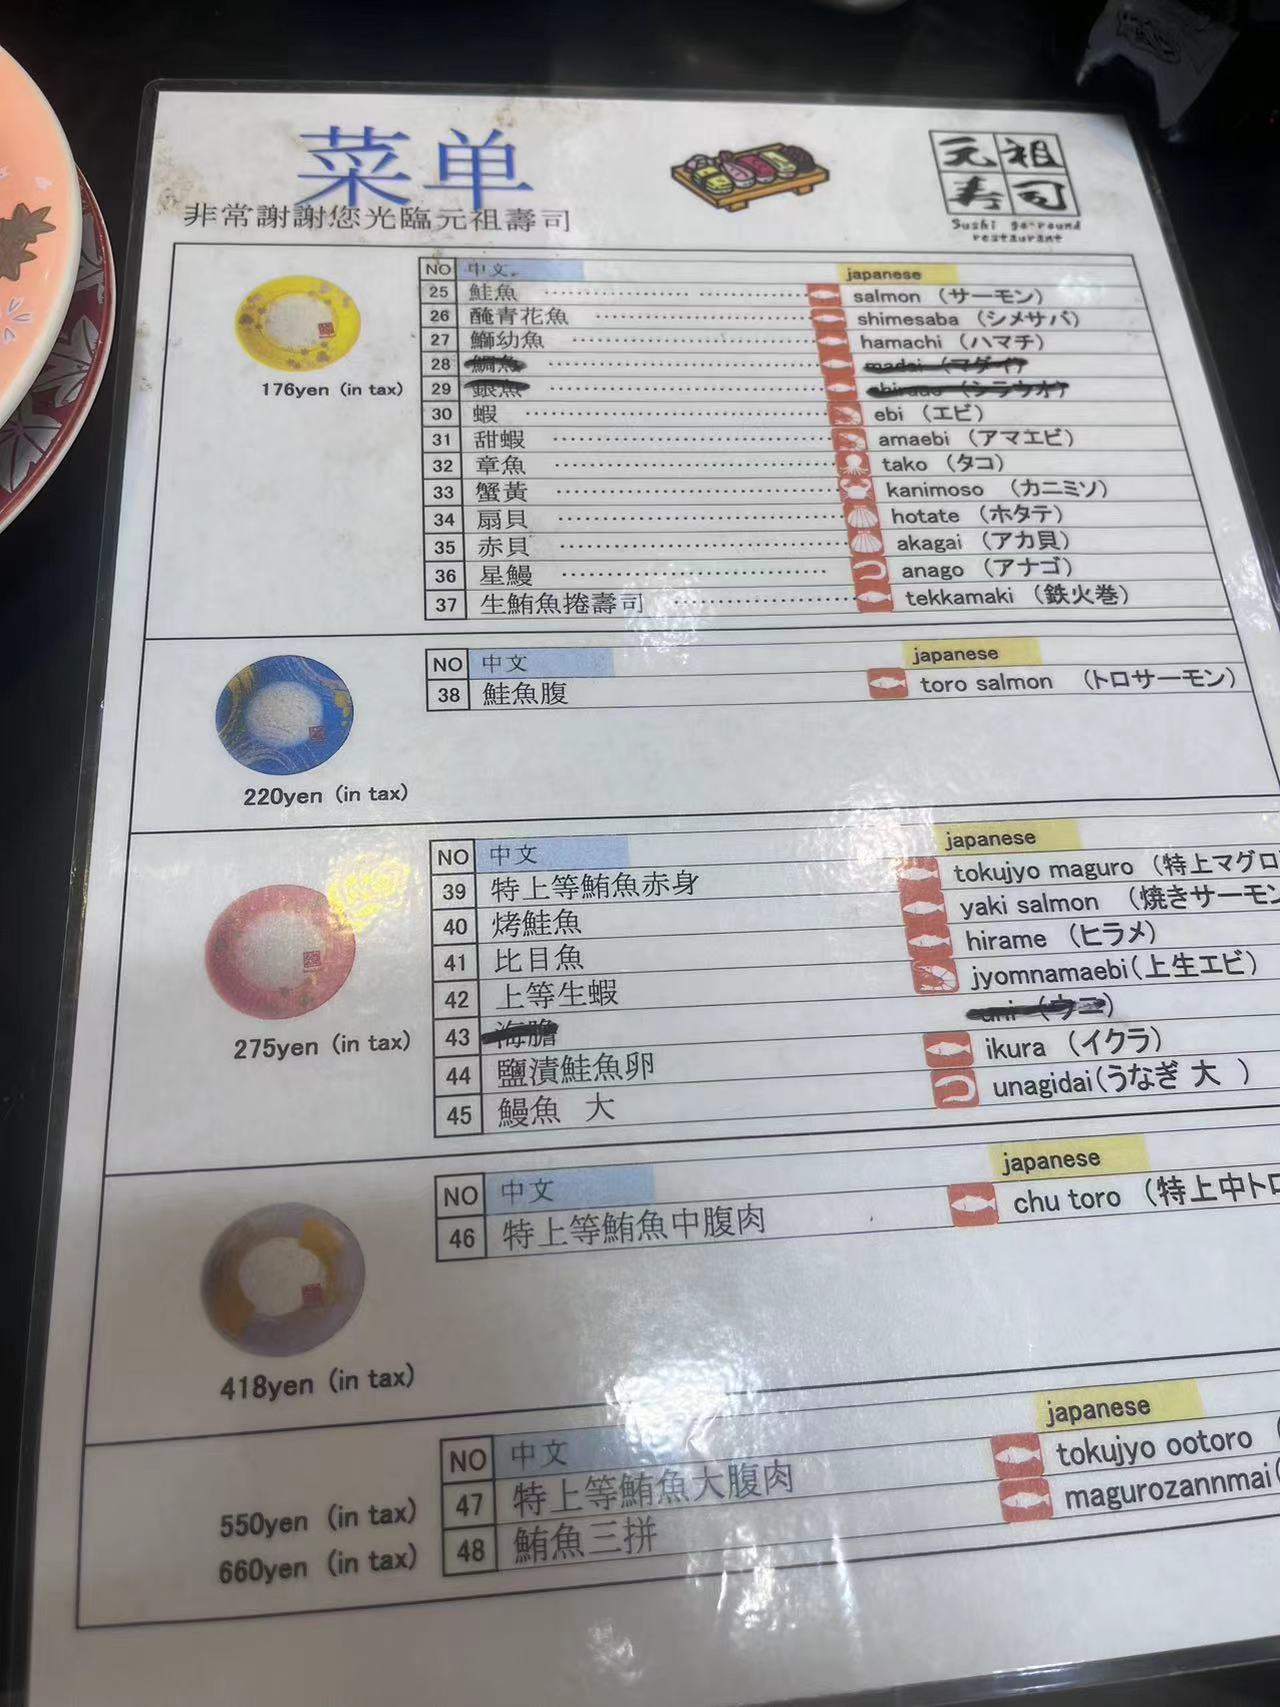 菜单
非常謝謝您光臨元祖壽司
元祖寿司
Sushi go-round
restaurant
176yen (in tax)
NO 中文 japanese
25 鮭魚 salmon （サーモン）
26 醃青花魚 shimesaba （シメサバ）
27 鰤幼魚 hamachi （ハマチ）
28 鯛魚 madai （マダイ）
29 銀魚 （シラウオ）
30 蝦 ebi （エビ）
31 甜蝦 amaebi （アマエビ）
32 章魚 tako （タコ）
33 蟹黃 kanimoso （カニミソ）
34 扇貝 hotate （ホタテ）
35 赤貝 akagai （アカ貝）
36 星鰻 anago （アナゴ）
37 生鮪魚捲壽司 tekkamaki （鉄火巻）
220yen (in tax)
NO 中文 japanese
38 鮭魚腹 toro salmon （トロサーモン）
275yen (in tax)
NO 中文 japanese
39 特上等鮪魚赤身 tokujyo maguro （特上マグロ
40 烤鮭魚 yaki salmon （焼きサーモン
41 比目魚 hirame （ヒラメ）
42 上等生蝦 jyomnamaebi（上生エビ）
43 海膽 uni （ウニ）
44 鹽漬鮭魚卵 ikura （イクラ）
45 鰻魚 大 unagidai（うなぎ 大 ）
418yen (in tax)
NO 中文 japanese
46 特上等鮪魚中腹肉 chu toro （特上中トロ
NO 中文 japanese
550yen (in tax) 47 特上等鮪魚大腹肉 tokujyo ootoro （
660yen (in tax) 48 鮪魚三拼 magurozannmai（